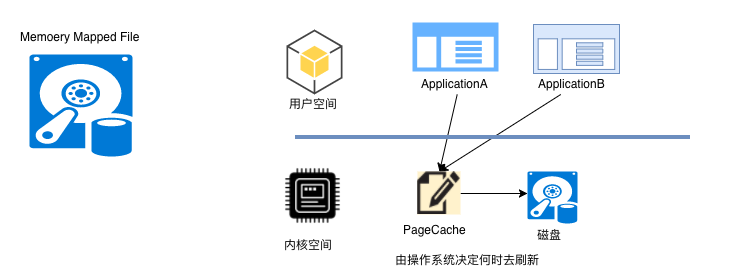 Memoery Mapped File
用户空间
ApplicationA
ApplicationB
内核空间
PageCache
磁盘
由操作系统决定何时去刷新